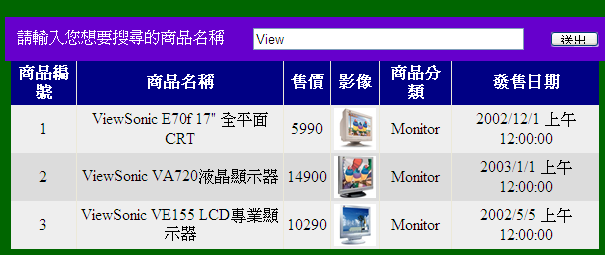 請輸入您想要搜尋的商品名稱 View 送出
商品編號 商品名稱 售價 影像 商品分類 發售日期
1 ViewSonic E70f 17" 全平面 CRT 5990 Monitor 2002/12/1 上午 12:00:00
2 ViewSonic VA720液晶顯示器 14900 Monitor 2003/1/1 上午 12:00:00
3 ViewSonic VE155 LCD專業顯示器 10290 Monitor 2002/5/5 上午 12:00:00